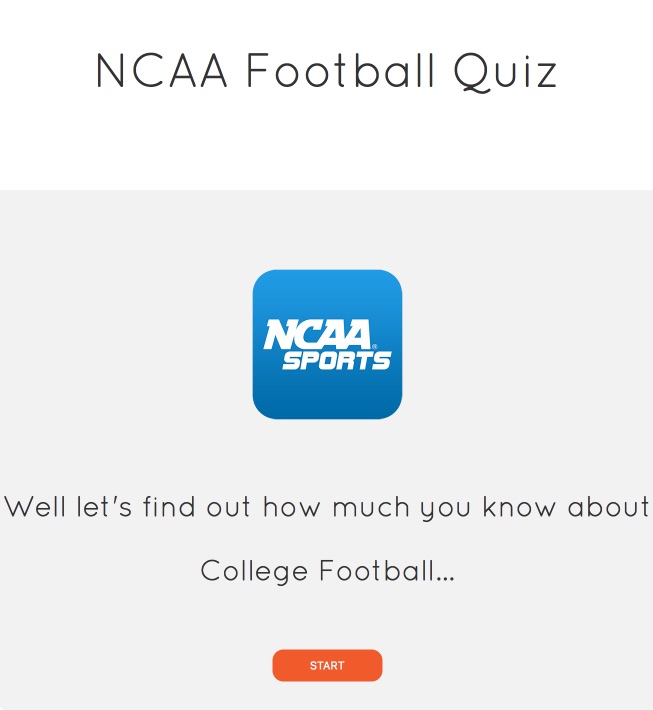 NCAA Football Quiz
NCAA®
SPORTS
Well let's find out how much you know about
College Football...
START